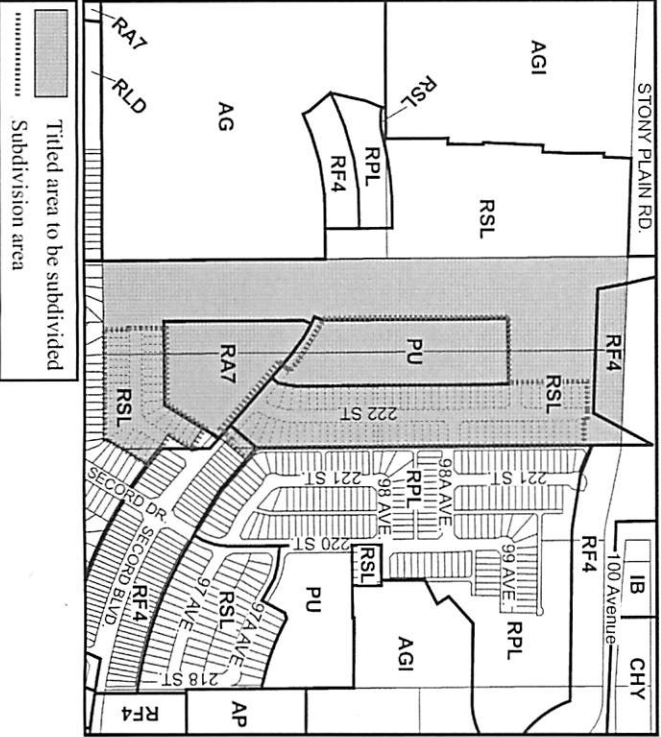 STONY PLAIN RD.
AGI
RSL
RF4
100 Avenue
IB
CHY
RF4
RSL
RPL
RF4
AG
RSL
PU
222 ST
221 ST
221 ST
98A AVE
98 AVE
RPL
99 AVE
RPL
220 ST
RSL
AGI
PU
RA7
RSL
SECORD DR.
SECORD BLVD.
RF4
97 AVE
RSL
97A AVE
218 ST
RF4
AP
RA7
RLD
Titled area to be subdivided
Subdivision area